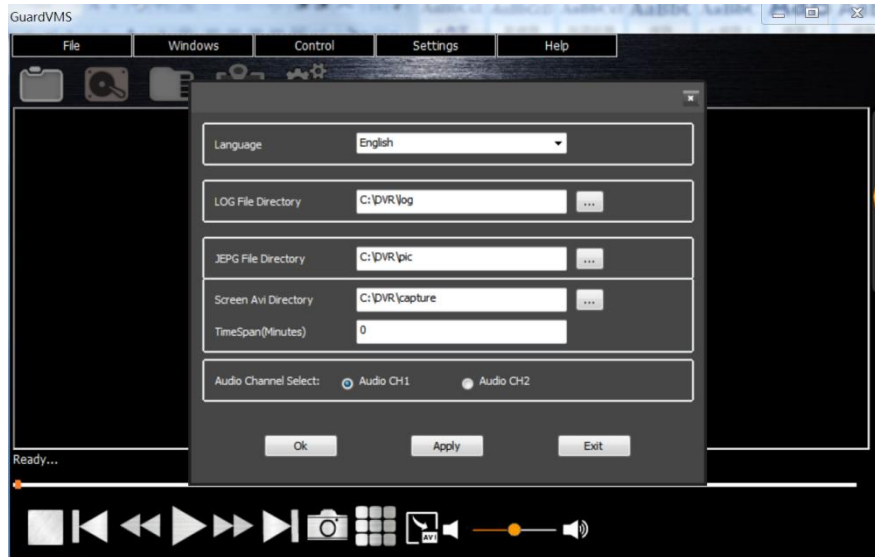 GuardVMS
File Windows Control Settings Help
Language English
LOG File Directory C:\DVR\log ...
JEPG File Directory C:\DVR\pic ...
Screen Avi Directory C:\DVR\capture ...
TimeSpan(Minutes) 0
Audio Channel Select: Audio CH1 Audio CH2
Ok Apply Exit
Ready...
AVI